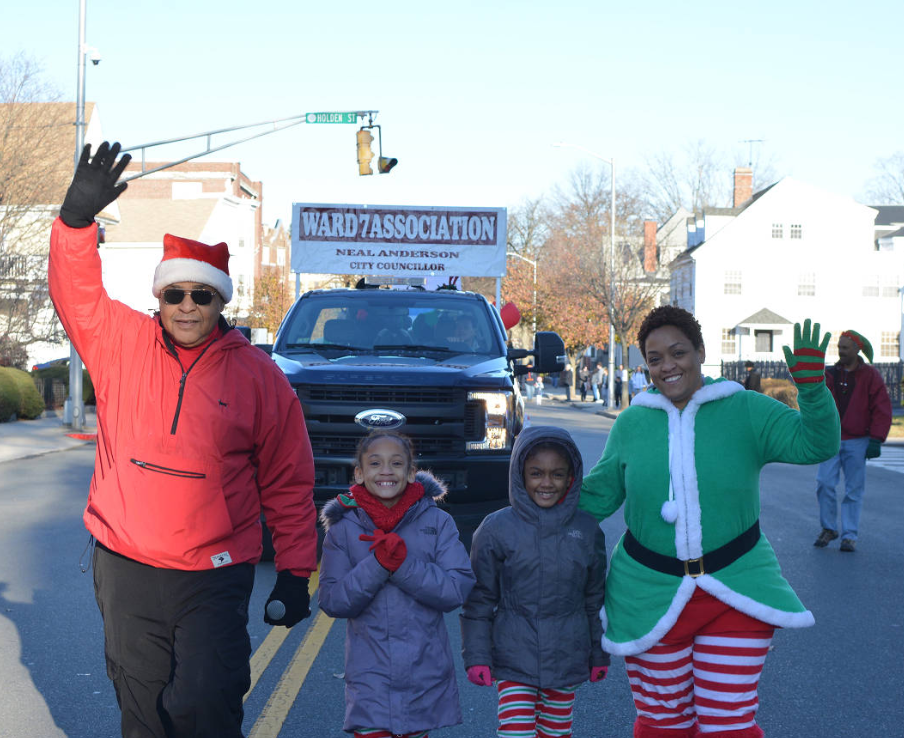 HOLDEN ST
WARD7ASSOCIATION
NEAL ANDERSON
CITY COUNCILLOR
Ford